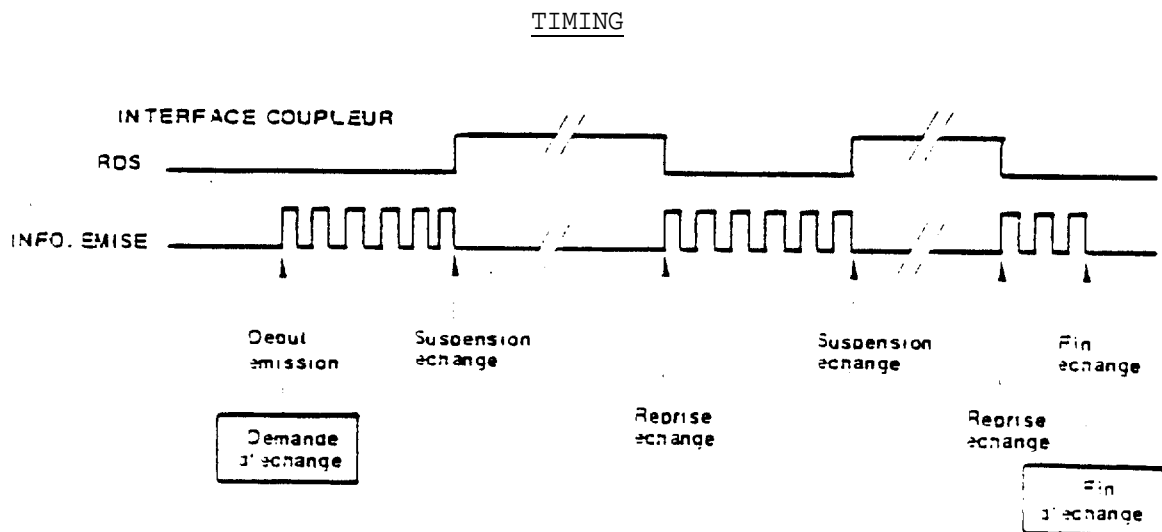 TIMING
INTERFACE COUPLEUR
RDS
INFO. EMISE
Debut
emission
Suspension
echange
Suspension
echange
Fin
echange
Reprise
echange
Reprise
echange
Demande
d'echange
Fin
d'echange